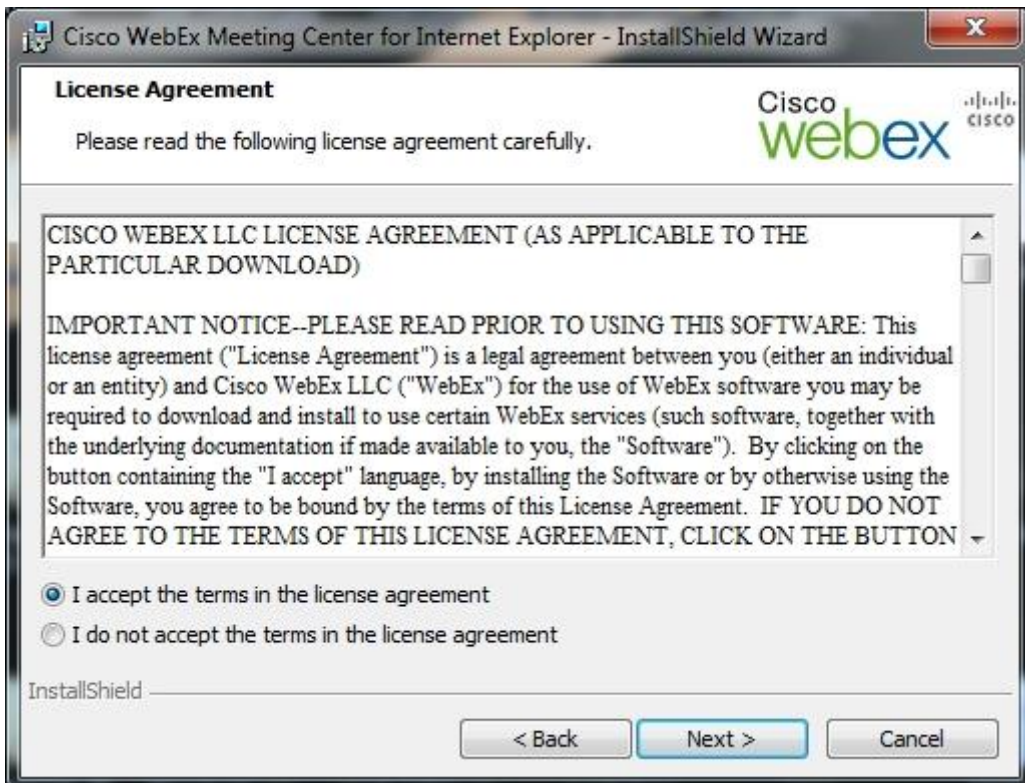 Cisco WebEx Meeting Center for Internet Explorer - InstallShield Wizard
License Agreement
Please read the following license agreement carefully.
Cisco
webex
CISCO
CISCO WEBEX LLC LICENSE AGREEMENT (AS APPLICABLE TO THE
PARTICULAR DOWNLOAD)
IMPORTANT NOTICE--PLEASE READ PRIOR TO USING THIS SOFTWARE: This
license agreement ("License Agreement") is a legal agreement between you (either an individual
or an entity) and Cisco WebEx LLC ("WebEx") for the use of WebEx software you may be
required to download and install to use certain WebEx services (such software, together with
the underlying documentation if made available to you, the "Software").  By clicking on the
button containing the "I accept" language, by installing the Software or by otherwise using the
Software, you agree to be bound by the terms of this License Agreement.  IF YOU DO NOT
AGREE TO THE TERMS OF THIS LICENSE AGREEMENT, CLICK ON THE BUTTON
I accept the terms in the license agreement
I do not accept the terms in the license agreement
InstallShield
< Back Next > Cancel